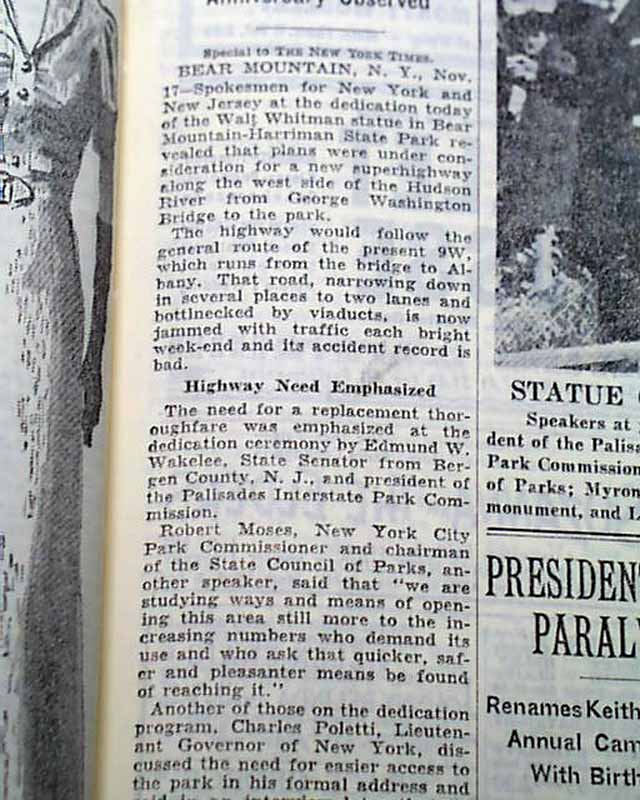 Anniversary Observed
Special to THE NEW YORK TIMES.
BEAR MOUNTAIN, N. Y., Nov.
17—Spokesmen for New York and
New Jersey at the dedication today
of the Walt Whitman statue in Bear
Mountain-Harriman State Park re-
vealed that plans were under con-
sideration for a new superhighway
along the west side of the Hudson
River from George Washington
Bridge to the park.
The highway would follow the
general route of the present 9W,
which runs from the bridge to Al-
bany. That road, narrowing down
in several places to two lanes and
bottlnecked by viaducts, is now
jammed with traffic each bright
week-end and its accident record is
bad.
Highway Need Emphasized
The need for a replacement thor-
oughfare was emphasized at the
dedication ceremony by Edmund W.
Wakelee, State Senator from Ber-
gen County, N. J., and president of
the Palisades Interstate Park Com-
mission.
Robert Moses, New York City
Park Commissioner and chairman
of the State Council of Parks, an-
other speaker, said that "we are
studying ways and means of open-
ing this area still more to the in-
creasing numbers who demand its
use and who ask that quicker, saf-
er and pleasanter means be found
of reaching it."
Another of those on the dedication
program, Charles Poletti, Lieuten-
ant Governor of New York, dis-
cussed the need for easier access to
the park in his formal address and
STATUE
Speakers at
dent of the Palisa
Park Commission
of Parks; Myron
monument, and L
PRESIDENT
PARAL
Renames Keith
Annual Cam
With Birth